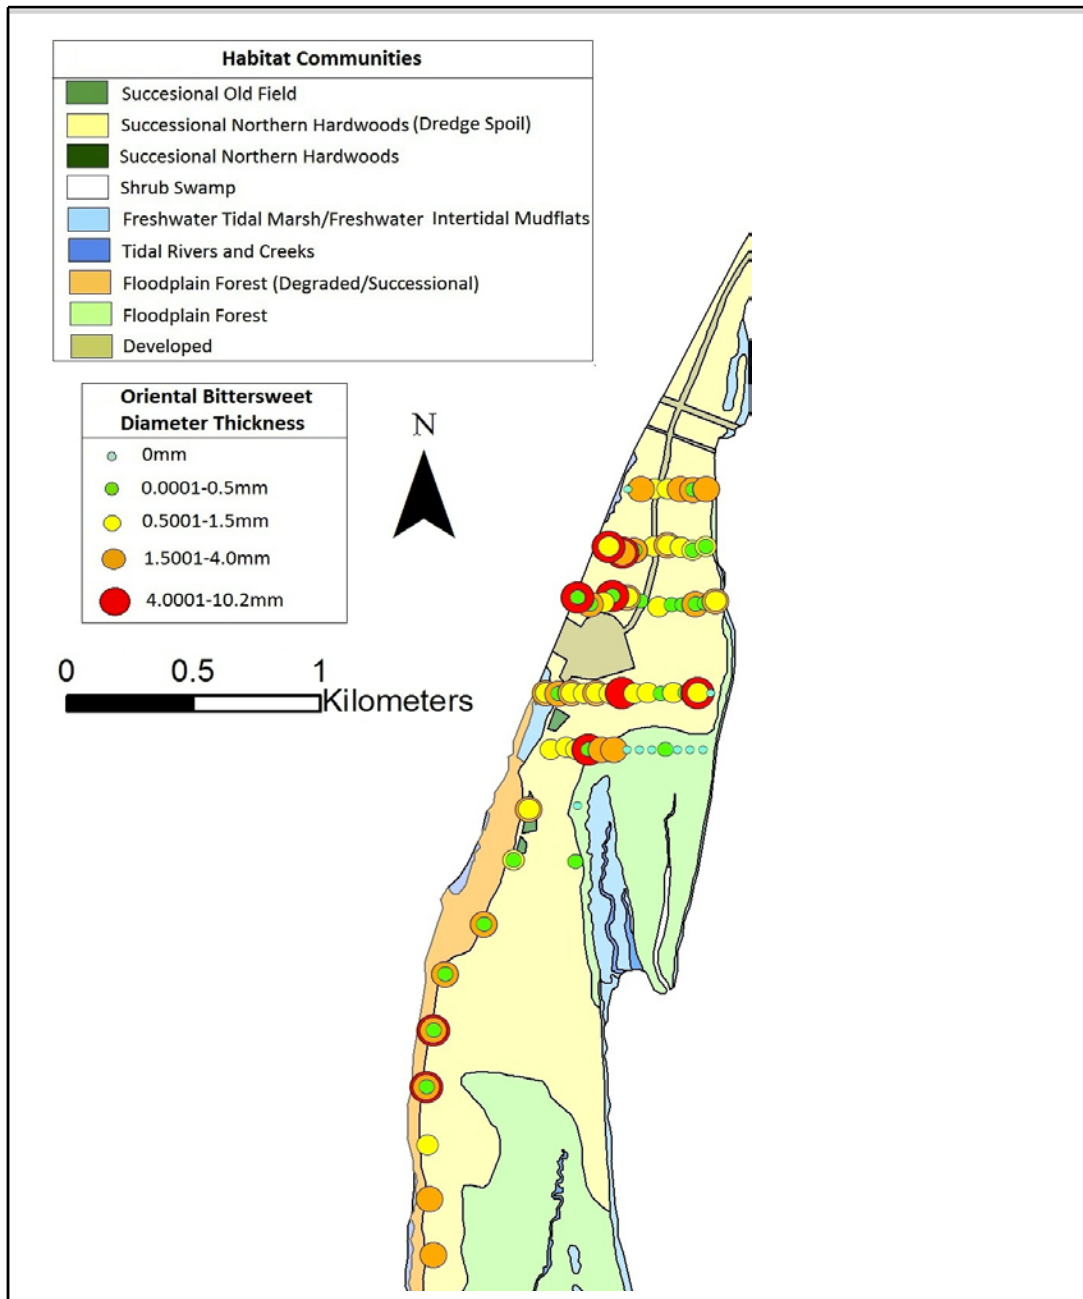 Habitat Communities
Succesional Old Field
Successional Northern Hardwoods (Dredge Spoil)
Succesional Northern Hardwoods
Shrub Swamp
Freshwater Tidal Marsh/Freshwater Intertidal Mudflats
Tidal Rivers and Creeks
Floodplain Forest (Degraded/Successional)
Floodplain Forest
Developed
Oriental Bittersweet
Diameter Thickness
0mm
0.0001-0.5mm
0.5001-1.5mm
1.5001-4.0mm
4.0001-10.2mm
N
0 0.5 1
Kilometers